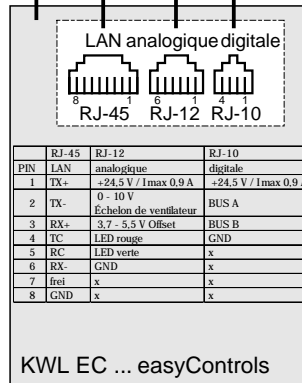 LAN analogique digitale
8 1 6 1 4 1
RJ-45 RJ-12 RJ-10
RJ-45 RJ-12 RJ-10
PIN LAN analogique digitale
1 TX+ +24,5 V / Imax 0,9 A +24,5 V / Imax 0,9
2 TX- 0 - 10 V Échelon de ventilateur BUS A
3 RX+ 3,7 - 5,5 V Offset BUS B
4 TC LED rouge GND
5 RC LED verte x
6 RX- GND x
7 frei x x
8 GND x x
KWL EC ... easyControls